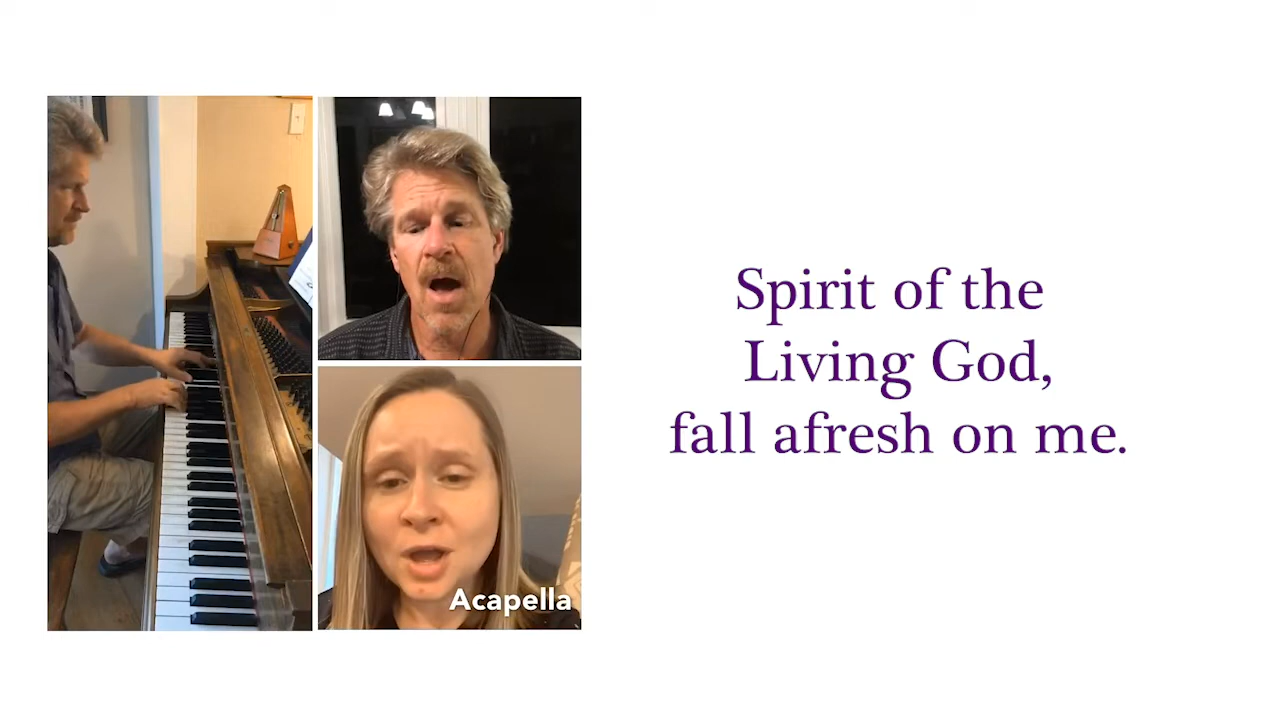 Spirit of the
Living God,
fall afresh on me.
Acapella